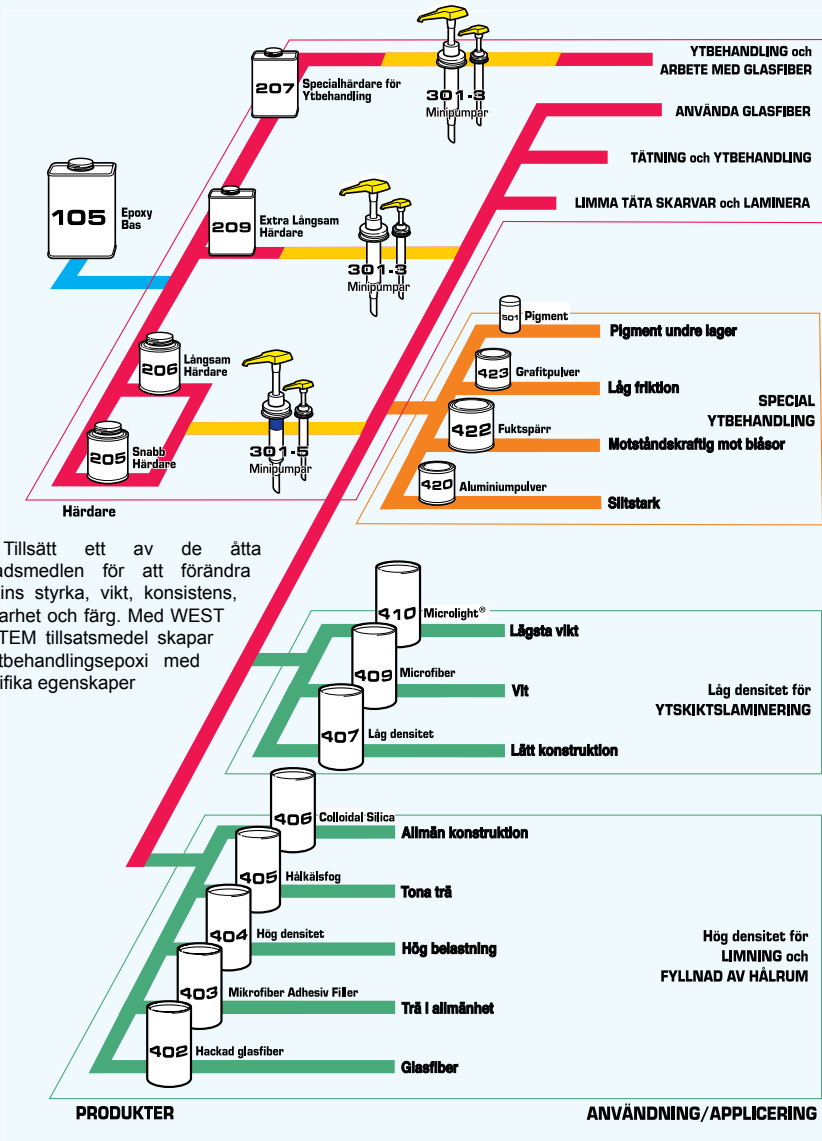 YTBEHANDLING och
ARBETE MED GLASFIBER
207
Specialhärdare för
Ytbehandling
301-3
Minipumpar
ANVÄNDA GLASFIBER
TÄTNING och YTBEHANDLING
LIMMA TÄTA SKARVAR och LAMINERA
105
Epoxy
Bas
209
Extra Långsam
Härdare
301-3
Minipumpar
206
Långsam
Härdare
205
Snabb
Härdare
301-5
Minipumpar
Härdare
501
Pigment
Pigment undre lager
423
Grafitpulver
Låg friktion
SPECIAL
YTBEHANDLING
422
Fuktspärr
Motståndskraftig mot blåsor
420
Aluminiumpulver
Slitstark
Tillsätt ett av de åtta
adsmedlen för att förändra
ins styrka, vikt, konsistens,
arhet och färg. Med WEST
TEM tillsatsmedel skapar
tbehandlingsepoxi med
ifika egenskaper
410
Microlight®
Lägsta vikt
409
Microfiber
Vit
Låg densitet för
YTSKIKTSLAMINERING
407
Låg densitet
Lätt konstruktion
406
Colloidal Silica
Allmän konstruktion
405
Hålkälsfog
Tona trä
404
Hög densitet
Hög belastning
Hög densitet för
LIMNING och
FYLLNAD AV HÅLRUM
403
Mikrofiber Adhesiv Filler
Trä i allmänhet
402
Hackad glasfiber
Glasfiber
PRODUKTER
ANVÄNDNING/APPLICERING